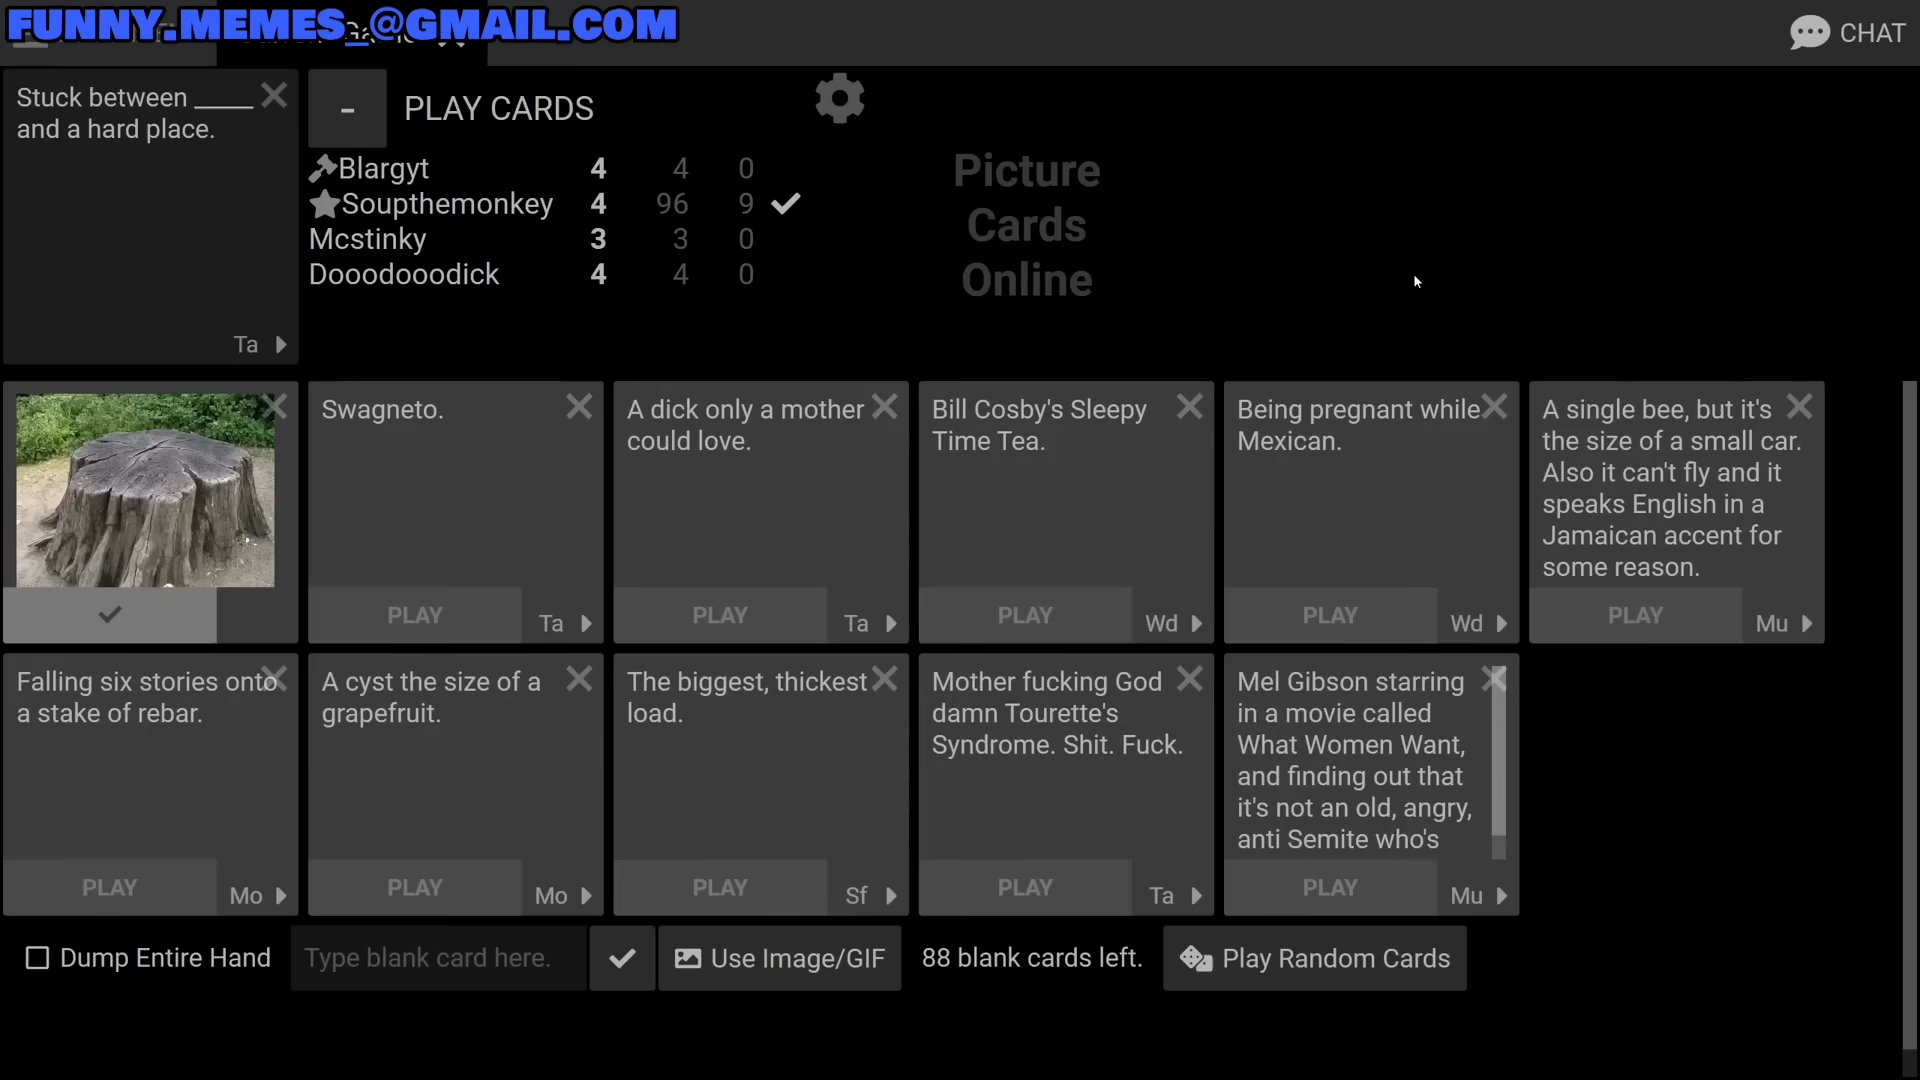 FUNNY.MEMES_@GMAIL.COM
CHAT
Stuck between _____
and a hard place.
Ta
-
PLAY CARDS
Blargyt 4 4 0
Soupthemonkey 4 96 9
Mcstinky 3 3 0
Dooodooodick 4 4 0
Picture
Cards
Online
Swagneto.
PLAY
Ta
A dick only a mother
could love.
PLAY
Ta
Bill Cosby's Sleepy
Time Tea.
PLAY
Wd
Being pregnant while
Mexican.
PLAY
Wd
A single bee, but it's
the size of a small car.
Also it can't fly and it
speaks English in a
Jamaican accent for
some reason.
PLAY
Mu
Falling six stories onto
a stake of rebar.
PLAY
Mo
A cyst the size of a
grapefruit.
PLAY
Mo
The biggest, thickest
load.
PLAY
Sf
Mother fucking God
damn Tourette's
Syndrome. Shit. Fuck.
PLAY
Ta
Mel Gibson starring
in a movie called
What Women Want,
and finding out that
it's not an old, angry,
anti Semite who's
PLAY
Mu
Dump Entire Hand
Type blank card here.
Use Image/GIF
88 blank cards left.
Play Random Cards